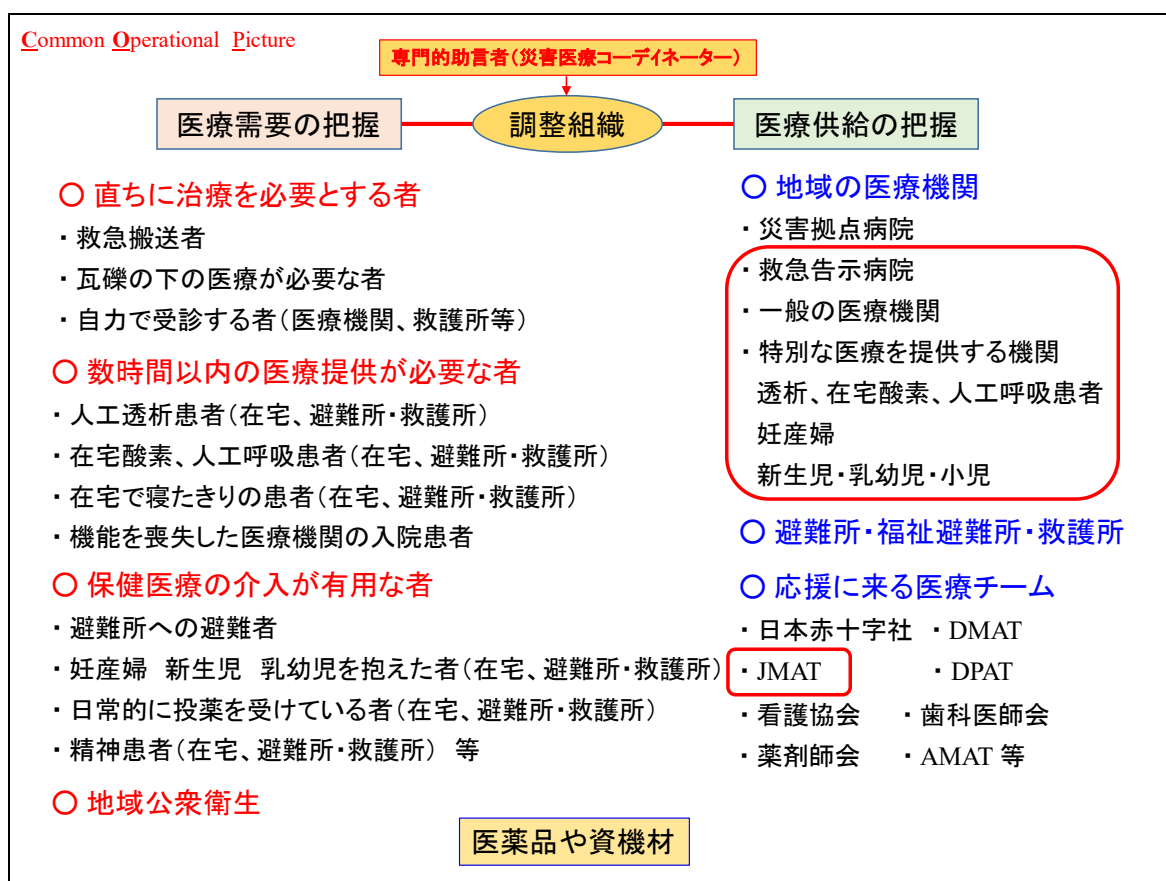 Common Operational Picture
専門的助言者(災害医療コーデイネーター)
医療需要の把握
調整組織
医療供給の把握
〇 直ちに治療を必要とする者
・救急搬送者
・瓦礫の下の医療が必要な者
・自力で受診する者(医療機関、救護所等)
〇 数時間以内の医療提供が必要な者
・人工透析患者(在宅、避難所・救護所)
・在宅酸素、人工呼吸患者(在宅、避難所・救護所)
・在宅で寝たきりの患者(在宅、避難所・救護所)
・機能を喪失した医療機関の入院患者
〇 保健医療の介入が有用な者
・避難所への避難者
・妊産婦 新生児 乳幼児を抱えた者(在宅、避難所・救護所)
・日常的に投薬を受けている者(在宅、避難所・救護所)
・精神患者(在宅、避難所・救護所) 等
〇 地域公衆衛生
〇 地域の医療機関
・災害拠点病院
・救急告示病院
・一般の医療機関
・特別な医療を提供する機関
透析、在宅酸素、人工呼吸患者
妊産婦
新生児・乳幼児・小児
〇 避難所・福祉避難所・救護所
〇 応援に来る医療チーム
・日本赤十字社 ・DMAT
・JMAT ・DPAT
・看護協会 ・歯科医師会
・薬剤師会 ・AMAT 等
医薬品や資機材